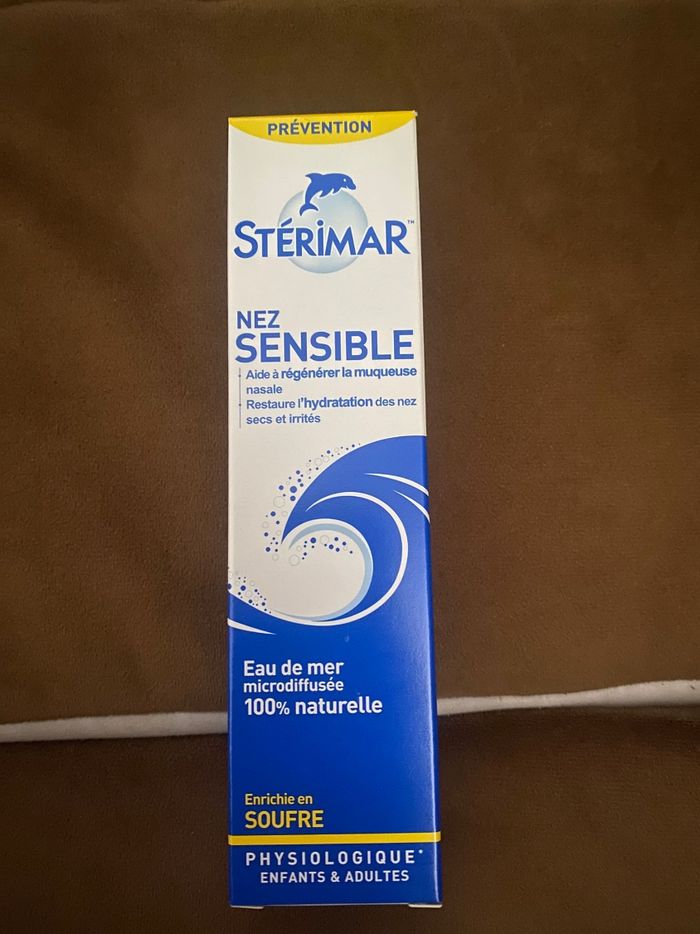 PRÉVENTION
STÉRiMAR™
NEZ
SENSIBLE
Aide à régénérer la muqueuse
nasale
Restaure l'hydratation des nez
secs et irrités
Eau de mer
microdiffusée
100% naturelle
Enrichie en
SOUFRE
PHYSIOLOGIQUE*
ENFANTS & ADULTES